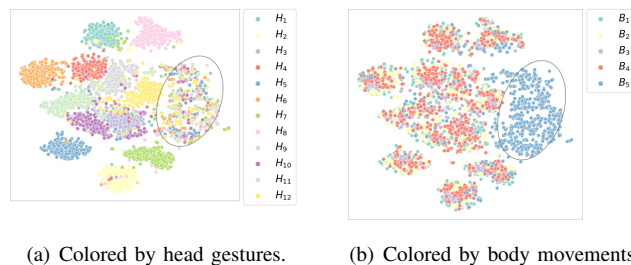 H1
H2
H3
H4
H5
H6
H7
H8
H9
H10
H11
H12
B1
B2
B3
B4
B5
(a) Colored by head gestures.
(b) Colored by body movements